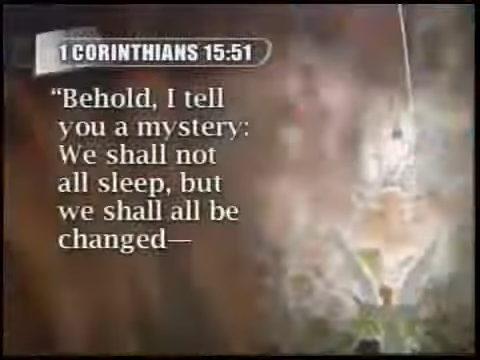 1 CORINTHIANS 15:51
“Behold, I tell
you a mystery:
We shall not
all sleep, but
we shall all be
changed—